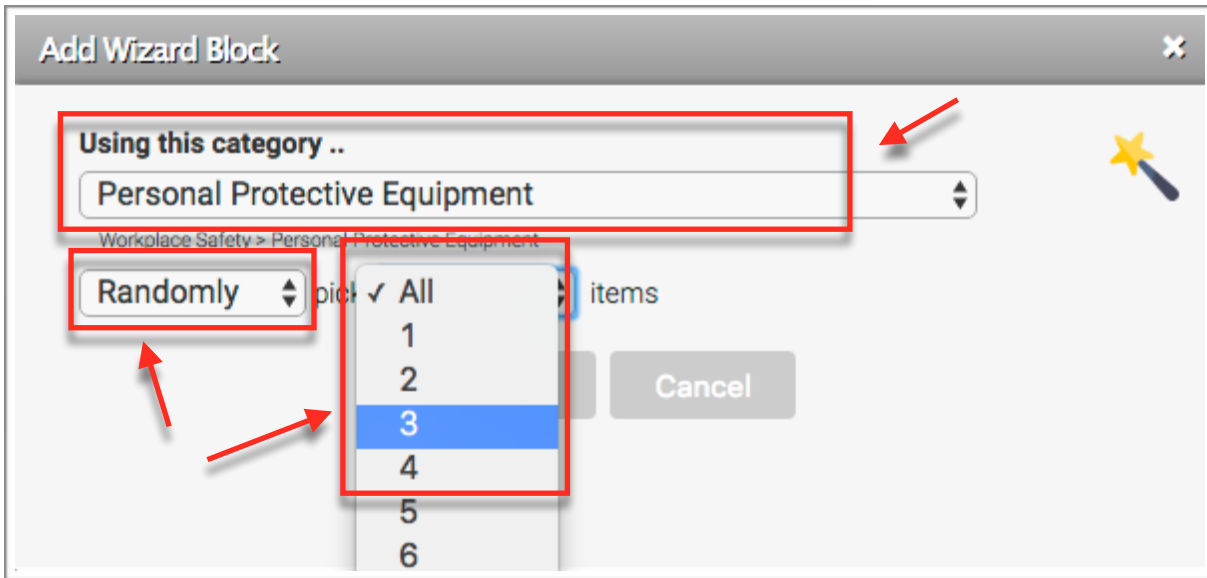 Add Wizard Block
Using this category ..
Personal Protective Equipment
Workplace Safety > Personal Protective Equipment
Randomly pick ✓ All items
1
2
Cancel
3
4
5
6